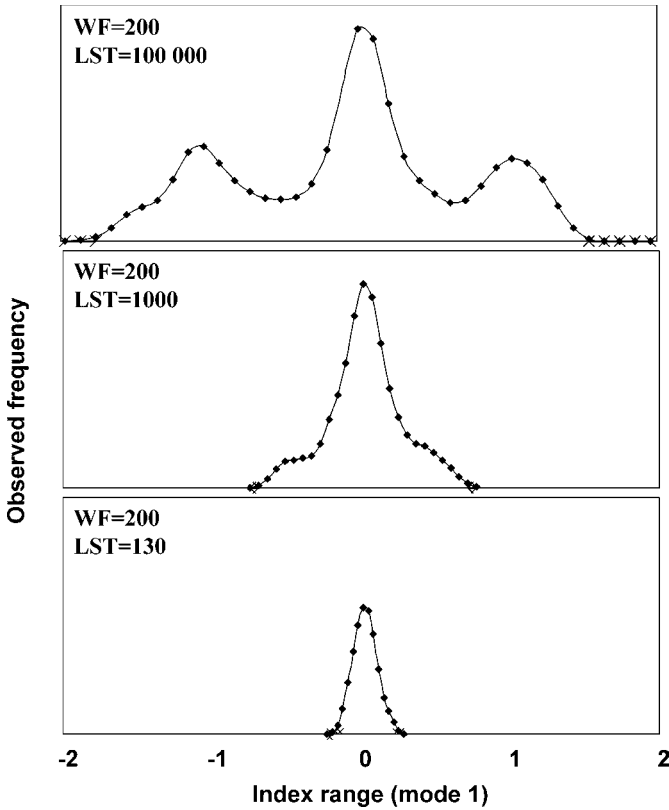 WF=200
LST=100 000
WF=200
LST=1000
WF=200
LST=130
Observed frequency
-2 -1 0 1 2
Index range (mode 1)